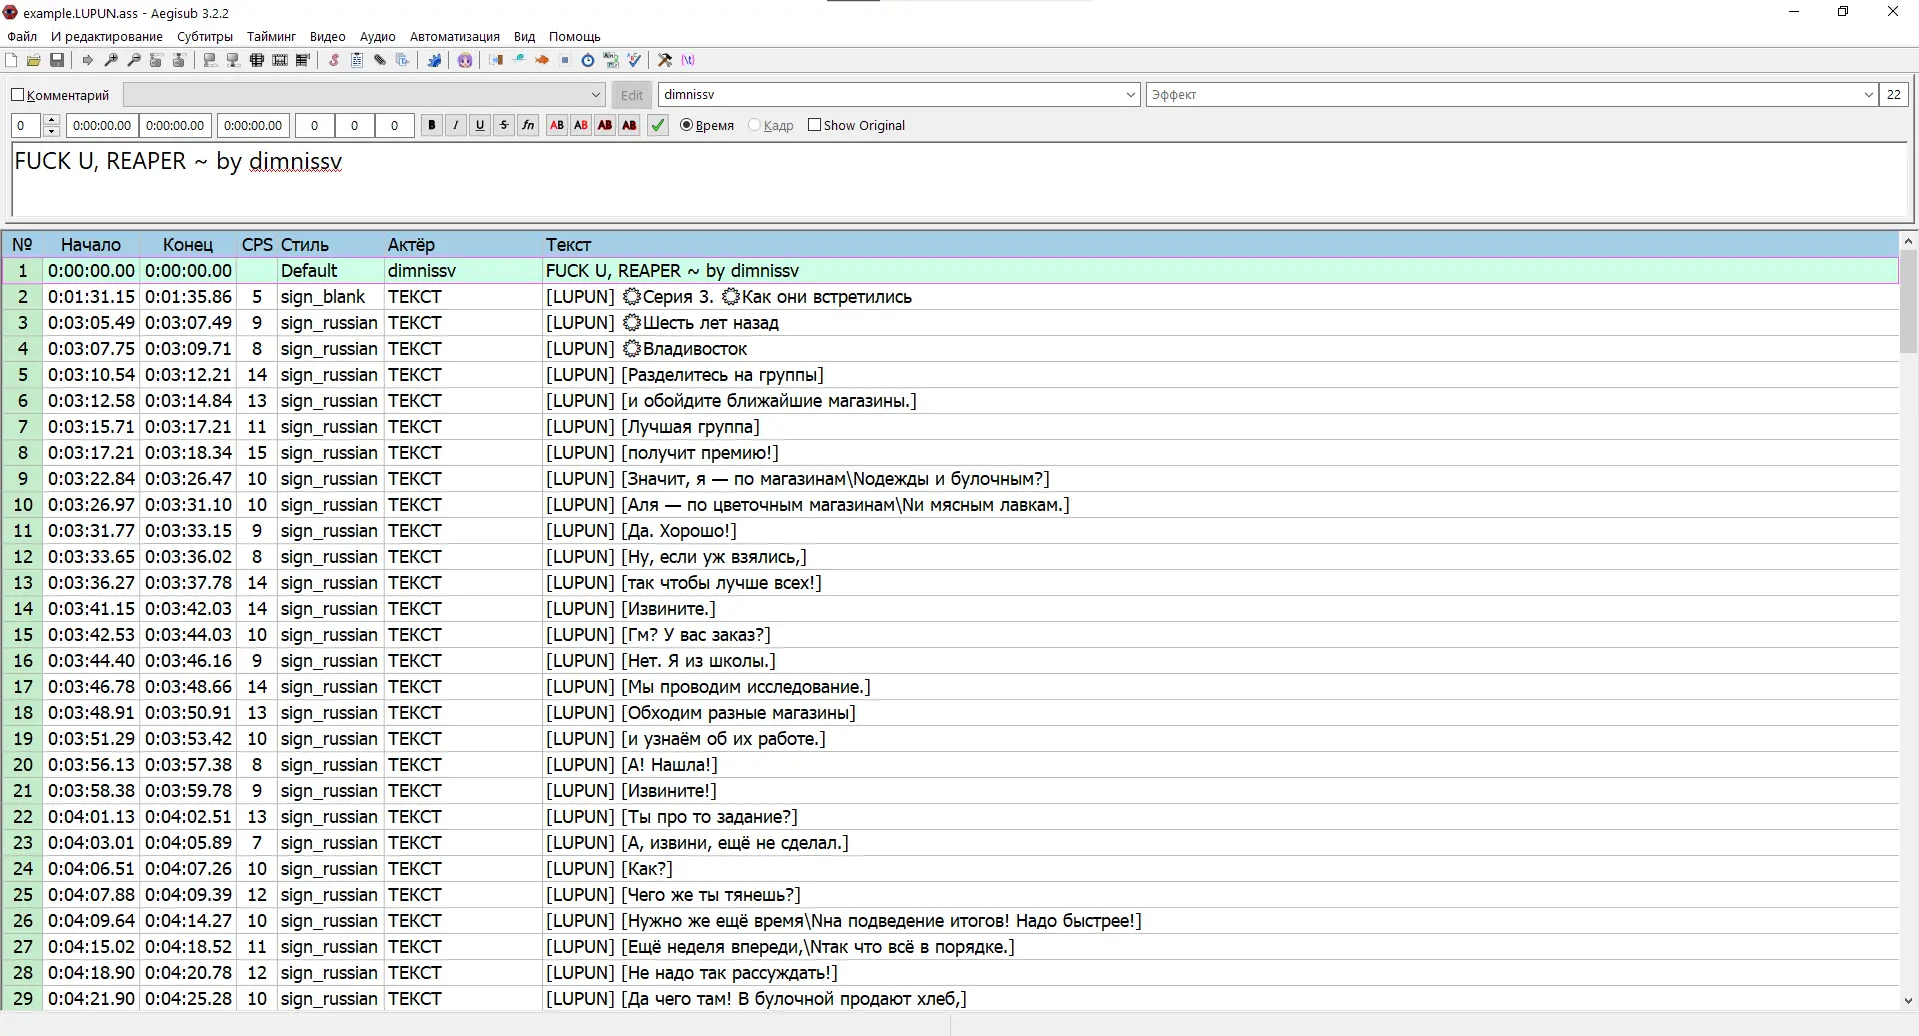 example.LUPUN.ass - Aegisub 3.2.2
Файл И редактирование Субтитры Тайминг Видео Аудио Автоматизация Вид Помощь
Комментарий Edit dimnissv Эффект 22
0 0:00:00.00 0:00:00.00 0:00:00.00 0 0 0 B I U S fn AB AB AB AB Время Кадр Show Original
FUCK U, REAPER ~ by dimnissv
№ Начало Конец CPS Стиль Актёр Текст
1 0:00:00.00 0:00:00.00 Default dimnissv FUCK U, REAPER ~ by dimnissv
2 0:01:31.15 0:01:35.86 5 sign_blank ТЕКСТ [LUPUN] ۞Серия 3. ۞Как они встретились
3 0:03:05.49 0:03:07.49 9 sign_russian ТЕКСТ [LUPUN] ۞Шесть лет назад
4 0:03:07.75 0:03:09.71 8 sign_russian ТЕКСТ [LUPUN] ۞Владивосток
5 0:03:10.54 0:03:12.21 14 sign_russian ТЕКСТ [LUPUN] [Разделитесь на группы]
6 0:03:12.58 0:03:14.84 13 sign_russian ТЕКСТ [LUPUN] [и обойдите ближайшие магазины.]
7 0:03:15.71 0:03:17.21 11 sign_russian ТЕКСТ [LUPUN] [Лучшая группа]
8 0:03:17.21 0:03:18.34 15 sign_russian ТЕКСТ [LUPUN] [получит премию!]
9 0:03:22.84 0:03:26.47 10 sign_russian ТЕКСТ [LUPUN] [Значит, я — по магазинам\Nодежды и булочным?]
10 0:03:26.97 0:03:31.10 10 sign_russian ТЕКСТ [LUPUN] [Аля — по цветочным магазинам\Nи мясным лавкам.]
11 0:03:31.77 0:03:33.15 9 sign_russian ТЕКСТ [LUPUN] [Да. Хорошо!]
12 0:03:33.65 0:03:36.02 8 sign_russian ТЕКСТ [LUPUN] [Ну, если уж взялись,]
13 0:03:36.27 0:03:37.78 14 sign_russian ТЕКСТ [LUPUN] [так чтобы лучше всех!]
14 0:03:41.15 0:03:42.03 14 sign_russian ТЕКСТ [LUPUN] [Извините.]
15 0:03:42.53 0:03:44.03 10 sign_russian ТЕКСТ [LUPUN] [Гм? У вас заказ?]
16 0:03:44.40 0:03:46.16 9 sign_russian ТЕКСТ [LUPUN] [Нет. Я из школы.]
17 0:03:46.78 0:03:48.66 14 sign_russian ТЕКСТ [LUPUN] [Мы проводим исследование.]
18 0:03:48.91 0:03:50.91 13 sign_russian ТЕКСТ [LUPUN] [Обходим разные магазины]
19 0:03:51.29 0:03:53.42 10 sign_russian ТЕКСТ [LUPUN] [и узнаём об их работе.]
20 0:03:56.13 0:03:57.38 8 sign_russian ТЕКСТ [LUPUN] [А! Нашла!]
21 0:03:58.38 0:03:59.78 9 sign_russian ТЕКСТ [LUPUN] [Извините!]
22 0:04:01.13 0:04:02.51 13 sign_russian ТЕКСТ [LUPUN] [Ты про то задание?]
23 0:04:03.01 0:04:05.89 7 sign_russian ТЕКСТ [LUPUN] [А, извини, ещё не сделал.]
24 0:04:06.51 0:04:07.26 10 sign_russian ТЕКСТ [LUPUN] [Как?]
25 0:04:07.88 0:04:09.39 12 sign_russian ТЕКСТ [LUPUN] [Чего же ты тянешь?]
26 0:04:09.64 0:04:14.27 10 sign_russian ТЕКСТ [LUPUN] [Нужно же ещё время\Nна подведение итогов! Надо быстрее!]
27 0:04:15.02 0:04:18.52 11 sign_russian ТЕКСТ [LUPUN] [Ещё неделя впереди,\Nтак что всё в порядке.]
28 0:04:18.90 0:04:20.78 12 sign_russian ТЕКСТ [LUPUN] [Не надо так рассуждать!]
29 0:04:21.90 0:04:25.28 10 sign_russian ТЕКСТ [LUPUN] [Да чего там! В булочной продают хлеб,]